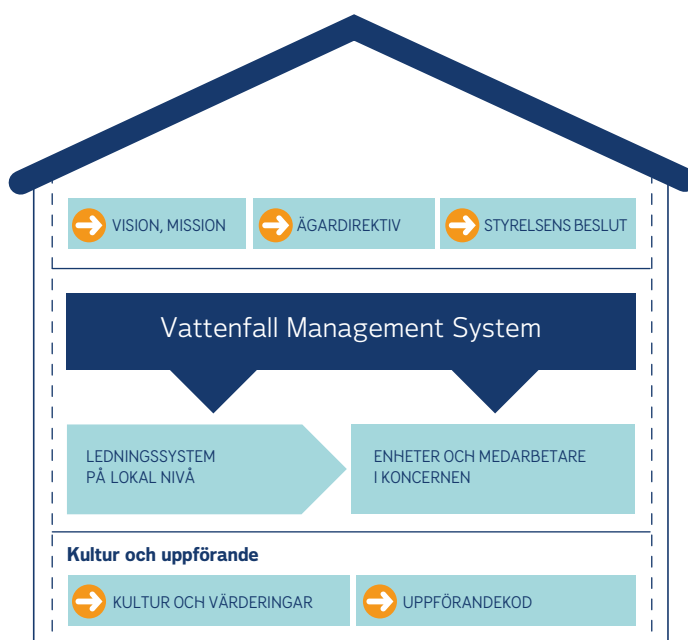 VISION, MISSION
ÄGARDIREKTIV
STYRELSENS BESLUT
Vattenfall Management System
LEDNINGSSYSTEM
PÅ LOKAL NIVÅ
ENHETER OCH MEDARBETARE
I KONCERNEN
Kultur och uppförande
KULTUR OCH VÄRDERINGAR
UPPFÖRANDEKOD